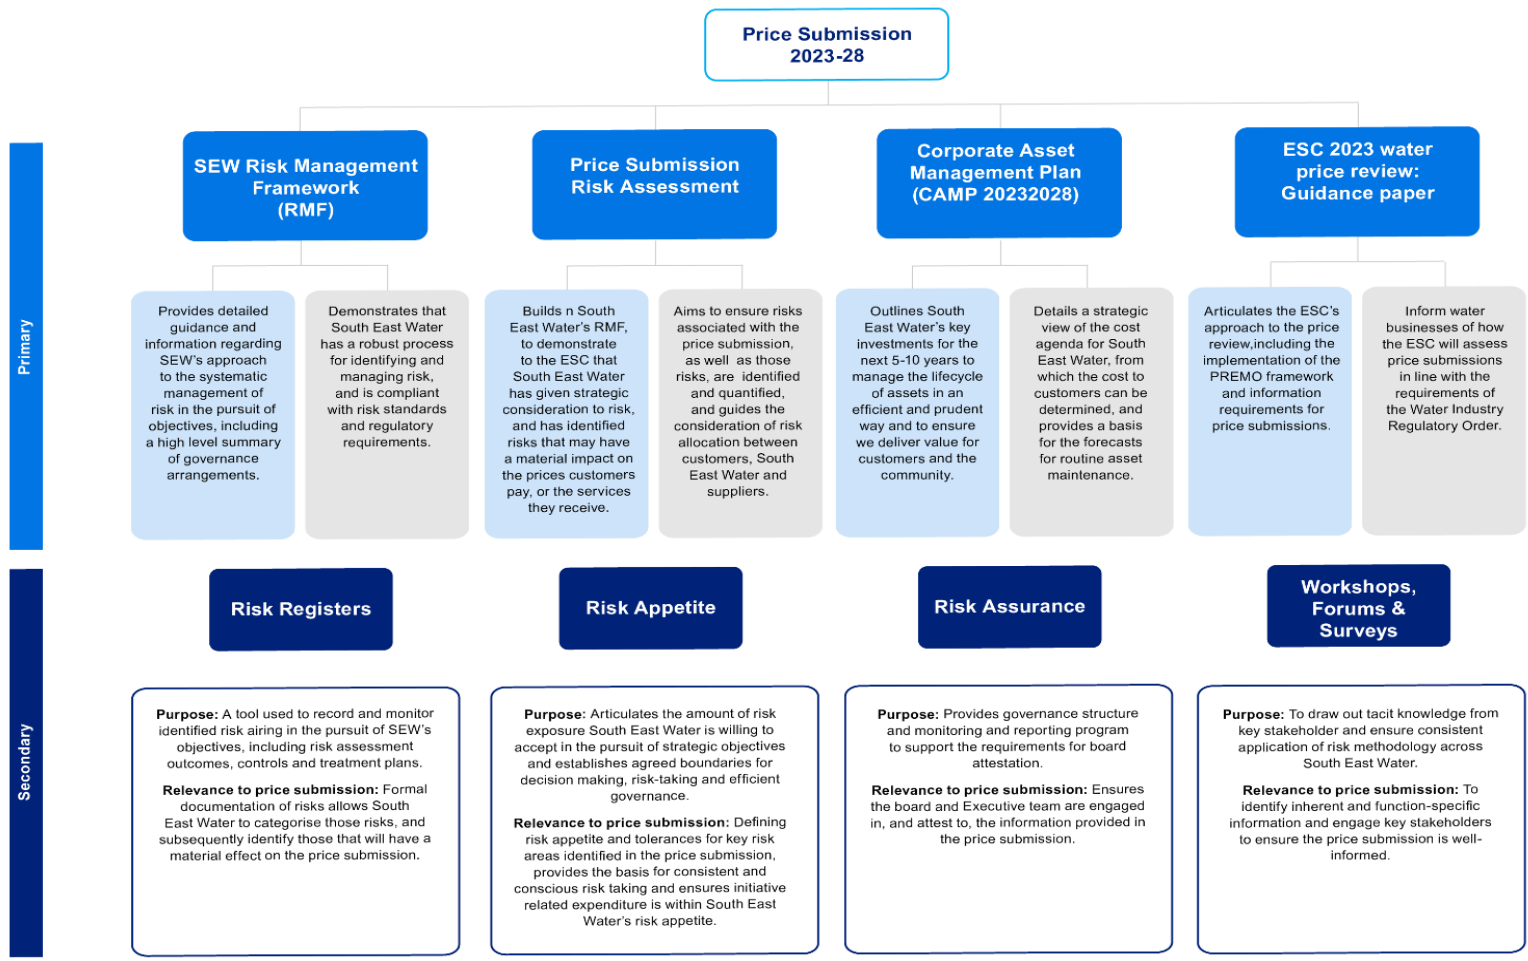 Price Submission
2023-28
Primary
SEW Risk Management
Framework
(RMF)
Price Submission
Risk Assessment
Corporate Asset
Management Plan
(CAMP 20232028)
ESC 2023 water
price review:
Guidance paper
Provides detailed
guidance and
information regarding
SEW's approach
to the systematic
management of
risk in the pursuit of
objectives, including
a high level summary
of governance
arrangements.
Demonstrates that
South East Water
has a robust process
for identifying and
managing risk,
and is compliant
with risk standards
and regulatory
requirements.
Builds n South
East Water's RMF,
to demonstrate
to the ESC that
South East Water
has given strategic
consideration to risk,
and has identified
risks that may have
a material impact on
the prices customers
pay, or the services
they receive.
Aims to ensure risks
associated with the
price submission,
as well as those
risks, are identified
and quantified,
and guides the
consideration of risk
allocation between
customers, South
East Water and
suppliers.
Outlines South
East Water's key
investments for the
next 5-10 years to
manage the lifecycle
of assets in an
efficient and prudent
way and to ensure
we deliver value for
customers and the
community.
Details a strategic
view of the cost
agenda for South
East Water, from
which the cost to
customers can be
determined, and
provides a basis
for the forecasts
for routine asset
maintenance.
Articulates the ESC's
approach to the price
review,including the
implementation of the
PREMO framework
and information
requirements for
price submissions.
Inform water
businesses of how
the ESC will assess
price submissions
in line with the
requirements of
the Water Industry
Regulatory Order.
Secondary
Risk Registers
Risk Appetite
Risk Assurance
Workshops,
Forums &
Surveys
Purpose: A tool used to record and monitor
identified risk airing in the pursuit of SEW's
objectives, including risk assessment
outcomes, controls and treatment plans.
Relevance to price submission: Formal
documentation of risks allows South
East Water to categorise those risks, and
subsequently identify those that will have a
material effect on the price submission.
Purpose: Articulates the amount of risk
exposure South East Water is willing to
accept in the pursuit of strategic objectives
and establishes agreed boundaries for
decision making, risk-taking and efficient
governance.
Relevance to price submission: Defining
risk appetite and tolerances for key risk
areas identified in the price submission,
provides the basis for consistent and
conscious risk taking and ensures initiative
related expenditure is within South East
Water's risk appetite.
Purpose: Provides governance structure
and monitoring and reporting program
to support the requirements for board
attestation.
Relevance to price submission: Ensures
the board and Executive team are engaged
in, and attest to, the information provided in
the price submission.
Purpose: To draw out tacit knowledge from
key stakeholder and ensure consistent
application of risk methodology across
South East Water.
Relevance to price submission: To
identify inherent and function-specific
information and engage key stakeholders
to ensure the price submission is well-
informed.